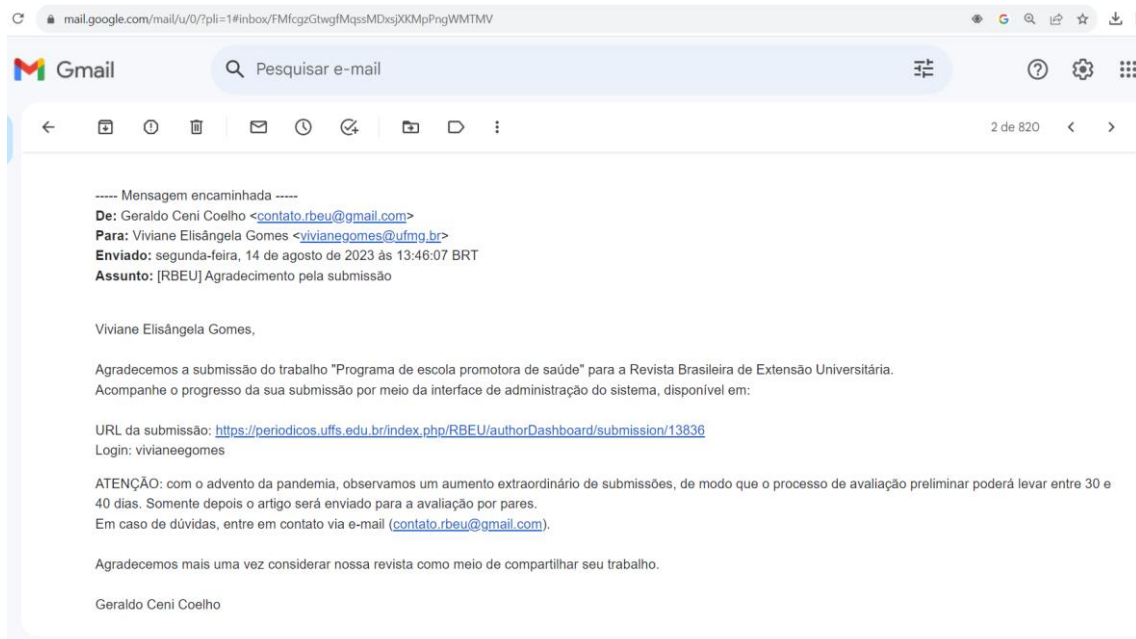 mail.google.com/mail/u/0/?pli=1#inbox/FMfcgzGtwgfMqssMDxsjXKMpPngWMTMV
Gmail
Pesquisar e-mail
2 de 820
----- Mensagem encaminhada -----
De: Geraldo Ceni Coelho <contato.rbeu@gmail.com>
Para: Viviane Elisângela Gomes <vivianegomes@ufmg.br>
Enviado: segunda-feira, 14 de agosto de 2023 às 13:46:07 BRT
Assunto: [RBEU] Agradecimento pela submissão
Viviane Elisângela Gomes,
Agradecemos a submissão do trabalho "Programa de escola promotora de saúde" para a Revista Brasileira de Extensão Universitária.
Acompanhe o progresso da sua submissão por meio da interface de administração do sistema, disponível em:
URL da submissão: https://periodicos.uffs.edu.br/index.php/RBEU/authorDashboard/submission/13836
Login: vivianeegomes
ATENÇÃO: com o advento da pandemia, observamos um aumento extraordinário de submissões, de modo que o processo de avaliação preliminar poderá levar entre 30 e
40 dias. Somente depois o artigo será enviado para a avaliação por pares.
Em caso de dúvidas, entre em contato via e-mail (contato.rbeu@gmail.com).
Agradecemos mais uma vez considerar nossa revista como meio de compartilhar seu trabalho.
Geraldo Ceni Coelho